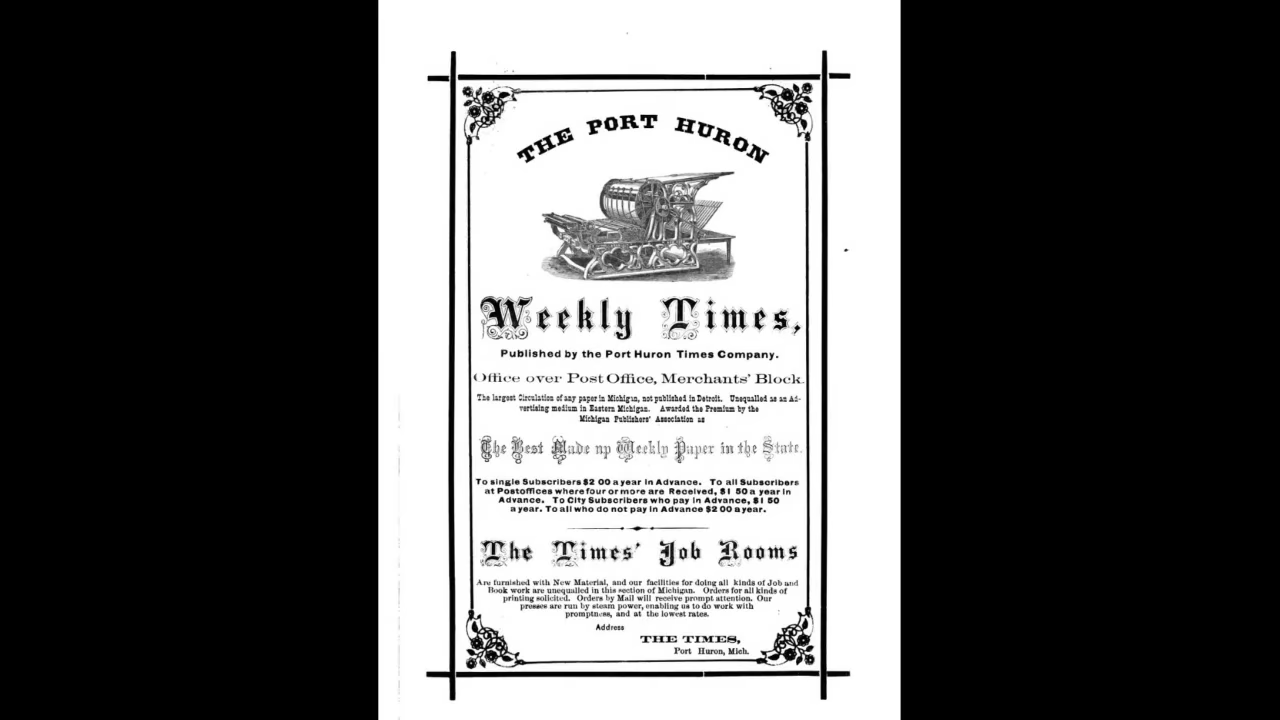 THE PORT HURON
Weekly Times,
Published by the Port Huron Times Company.
Office over Post Office, Merchants' Block.
The largest Circulation of any paper in Michigan, not published in Detroit. Unequalled as an Ad-
vertising medium in Eastern Michigan. Awarded the Premium by the
Michigan Publishers' Association as
The Best Made up Weekly Paper in the State.
To single Subscribers $2 00 a year in Advance. To all Subscribers
at Postoffices where four or more are Received, $1 50 a year in
Advance. To City Subscribers who pay in Advance, $1 50
a year. To all who do not pay in Advance $2 00 a year.
The Times' Job Rooms
Are furnished with New Material, and our facilities for doing all kinds of Job and
Book work are unequalled in this section of Michigan. Orders for all kinds of
printing solicited. Orders by Mail will receive prompt attention. Our
presses are run by steam power, enabling us to do work with
promptness, and at the lowest rates.
Address
THE TIMES,
Port Huron, Mich.